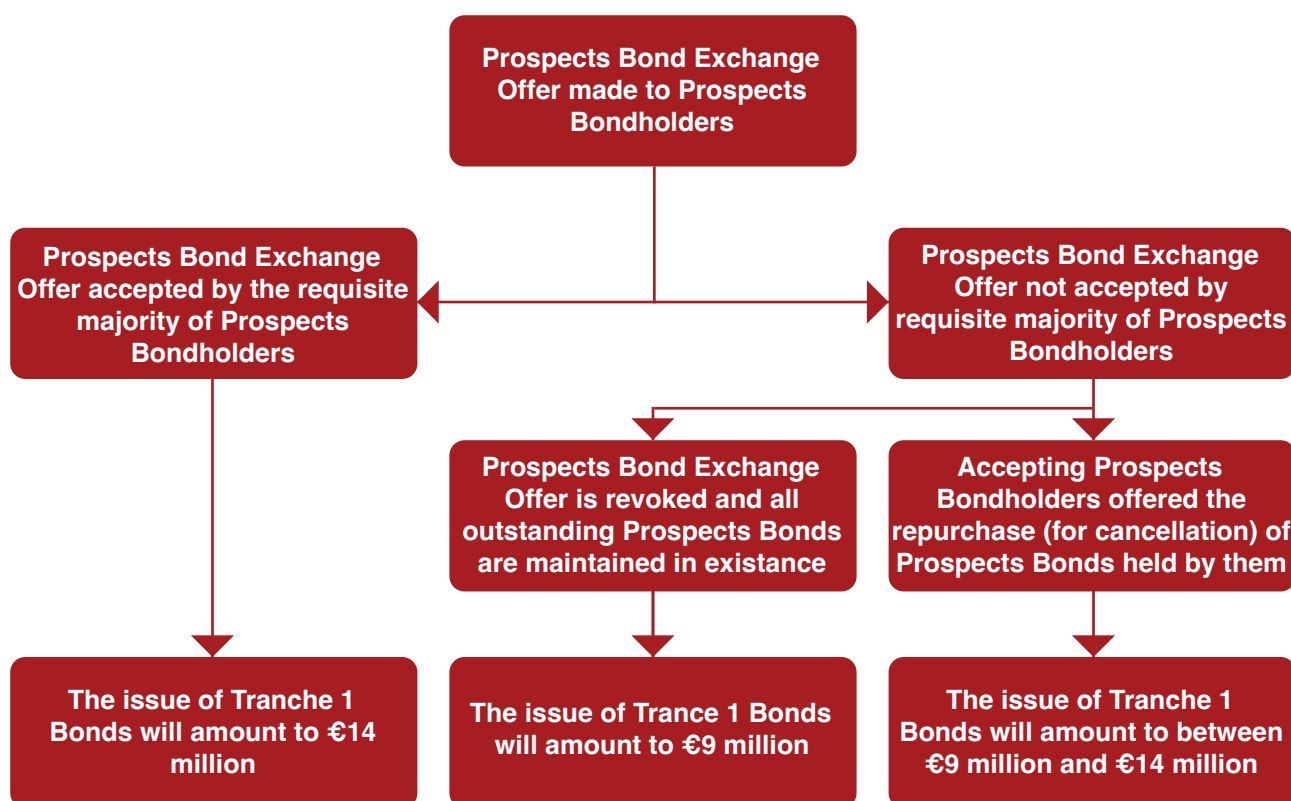 Prospects Bond Exchange
Offer made to Prospects
Bondholders
Prospects Bond Exchange
Offer accepted by the requisite
majority of Prospects
Bondholders
Prospects Bond Exchange
Offer not accepted by
requisite majority of Prospects
Bondholders
Prospects Bond Exchange
Offer is revoked and all
outstanding Prospects Bonds
are maintained in existance
Accepting Prospects
Bondholders offered the
repurchase (for cancellation) of
Prospects Bonds held by them
The issue of Tranche 1
Bonds will amount to €14
million
The issue of Trance 1 Bonds
will amount to €9 million
The issue of Tranche 1
Bonds will amount to between
€9 million and €14 million